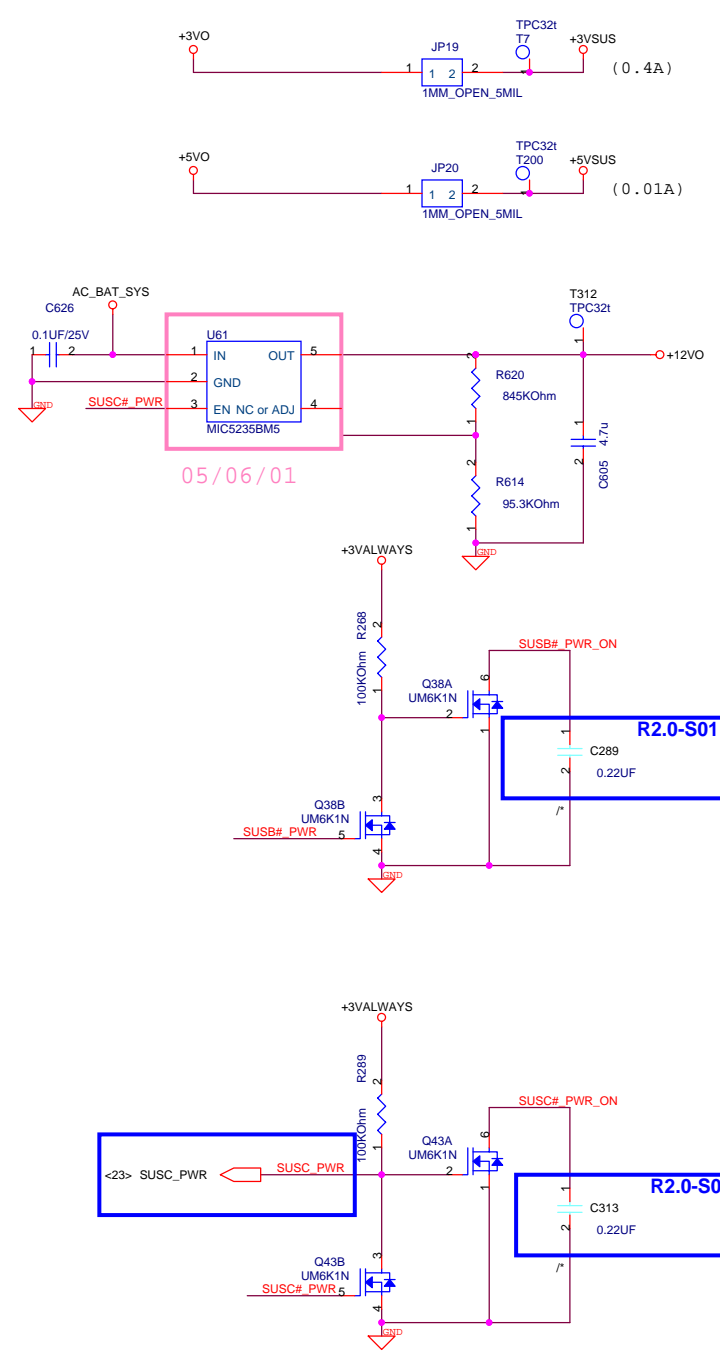 +3VO
JP19
TPC32t
T7
+3VSUS
1
1 2
2
(0.4A)
1MM_OPEN_5MIL
+5VO
JP20
TPC32t
T200
+5VSUS
1
1 2
2
(0.01A)
1MM_OPEN_5MIL
AC_BAT_SYS
C626
0.1UF/25V
1
2
GND
SUSC#_PWR
U61
1
IN
OUT
5
2
GND
3
EN
NC or ADJ
4
MIC5235BM5
05/06/01
T312
TPC32t
1
+12VO
2
R620
845KOhm
1
2
R614
95.3KOhm
1
1
4.7u
2
C605
GND
+3VALWAYS
2
R268
100KOhm
1
Q38A
UM6K1N
6
2
1
SUSB#_PWR_ON
R2.0-S01
1
C289
2
0.22UF
/*
Q38B
UM6K1N
3
SUSB#_PWR
5
4
GND
+3VALWAYS
2
R289
100KOhm
1
<23> SUSC_PWR
SUSC_PWR
Q43A
UM6K1N
6
2
1
SUSC#_PWR_ON
R2.0-S0
1
C313
2
0.22UF
/*
Q43B
UM6K1N
3
SUSC#_PWR
5
4
GND